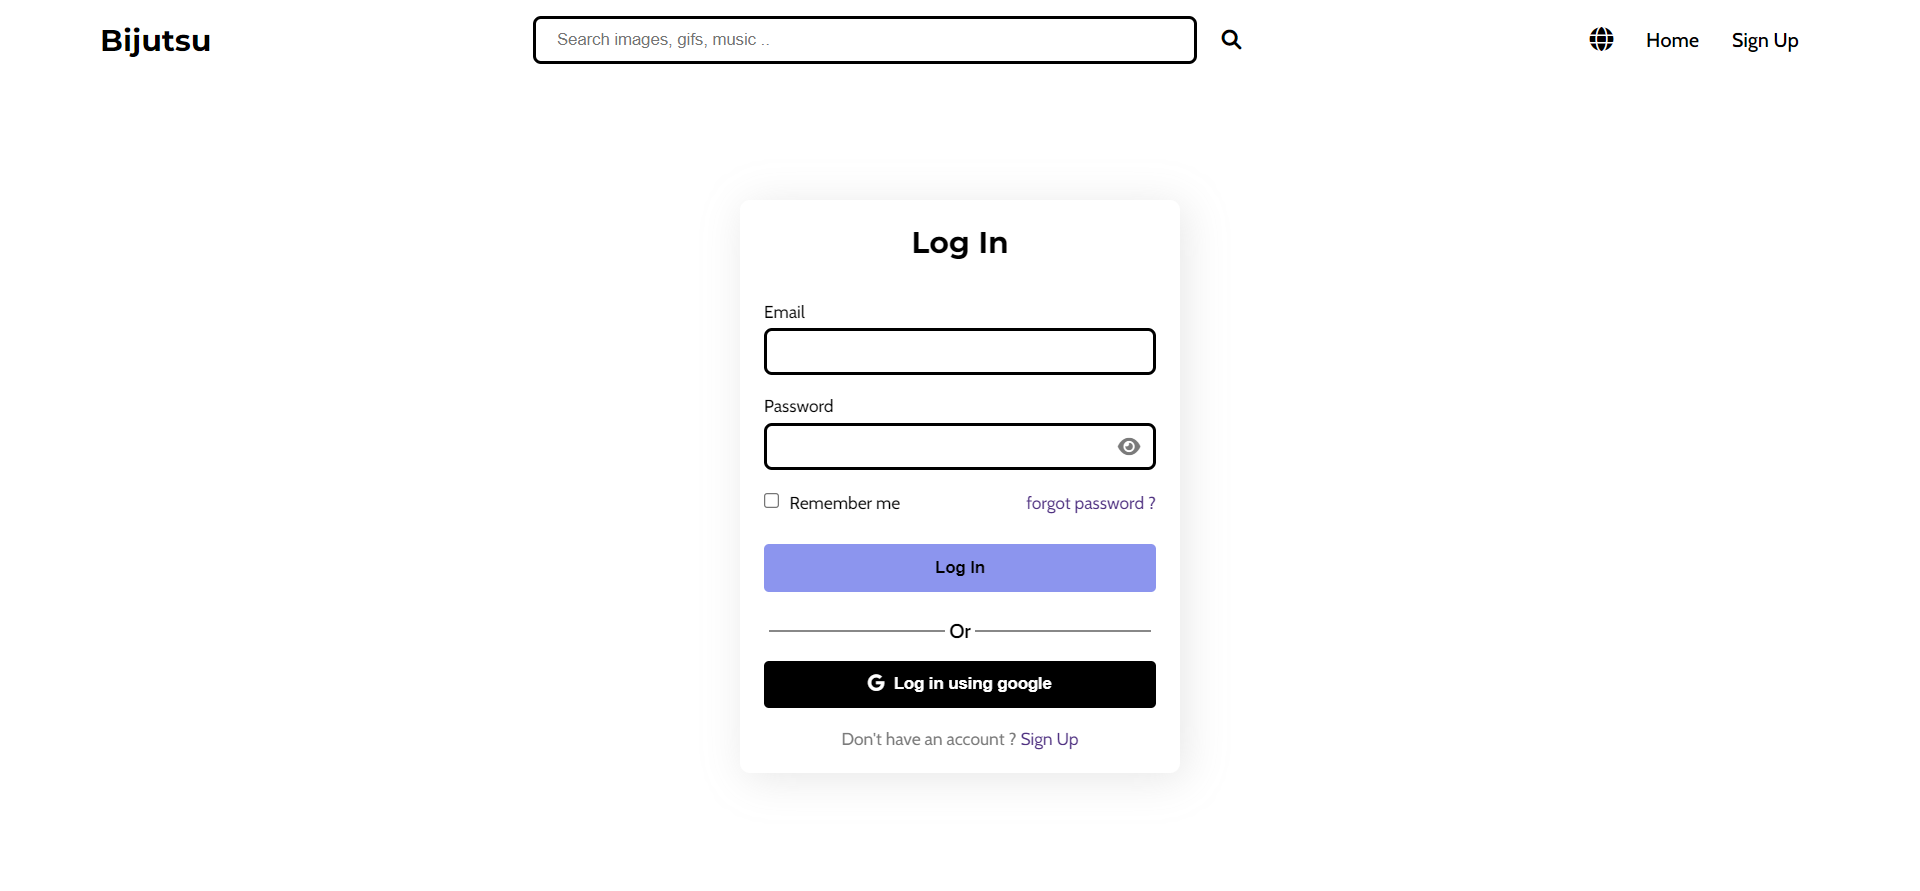 Bijutsu
Search images, gifs, music ..
Home
Sign Up
Log In
Email
Password
Remember me
forgot password ?
Log In
Or
Log in using google
Don't have an account ? Sign Up